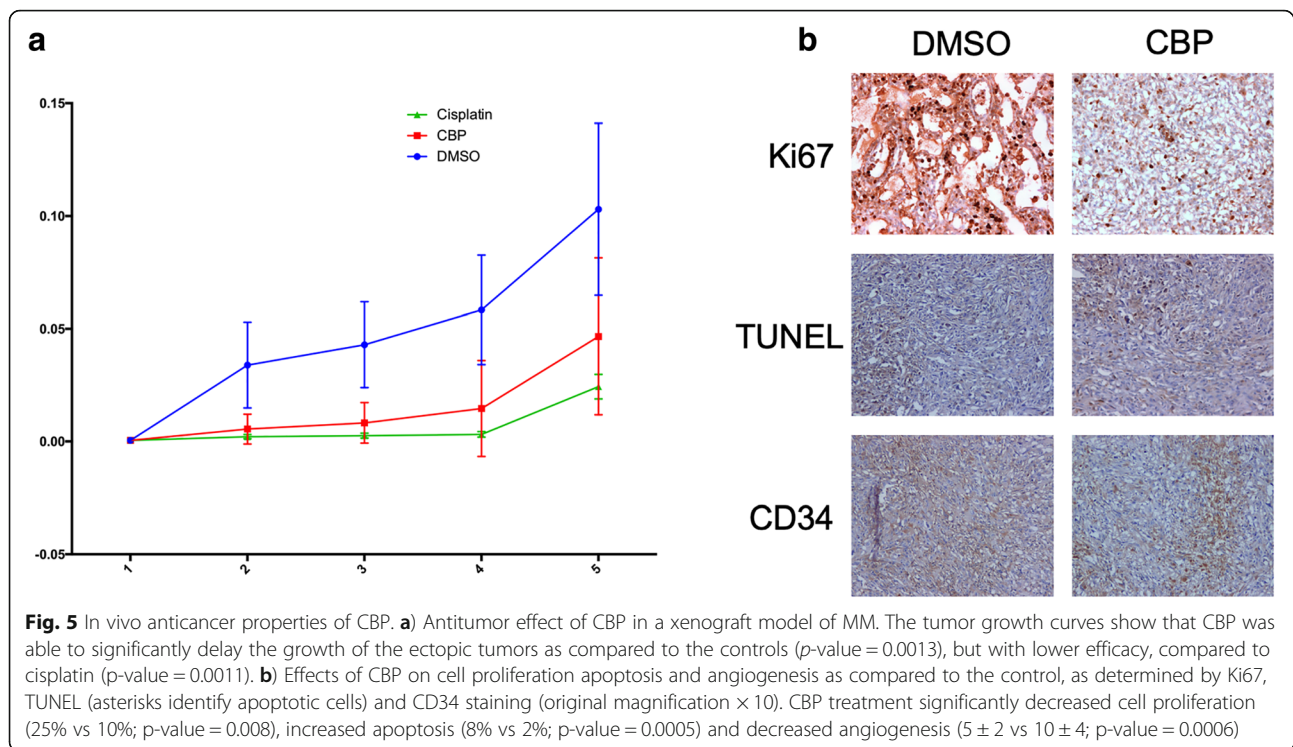 a
b
DMSO
CBP
0.15
0.10
0.05
0.00
-0.05
Cisplatin
CBP
DMSO
1
2
3
4
5
Ki67
TUNEL
CD34
Fig. 5 In vivo anticancer properties of CBP. a) Antitumor effect of CBP in a xenograft model of MM. The tumor growth curves show that CBP was
able to significantly delay the growth of the ectopic tumors as compared to the controls (p-value = 0.0013), but with lower efficacy, compared to
cisplatin (p-value = 0.0011). b) Effects of CBP on cell proliferation apoptosis and angiogenesis as compared to the control, as determined by Ki67,
TUNEL (asterisks identify apoptotic cells) and CD34 staining (original magnification × 10). CBP treatment significantly decreased cell proliferation
(25% vs 10%; p-value = 0.008), increased apoptosis (8% vs 2%; p-value = 0.0005) and decreased angiogenesis (5 ± 2 vs 10 ± 4; p-value = 0.0006)